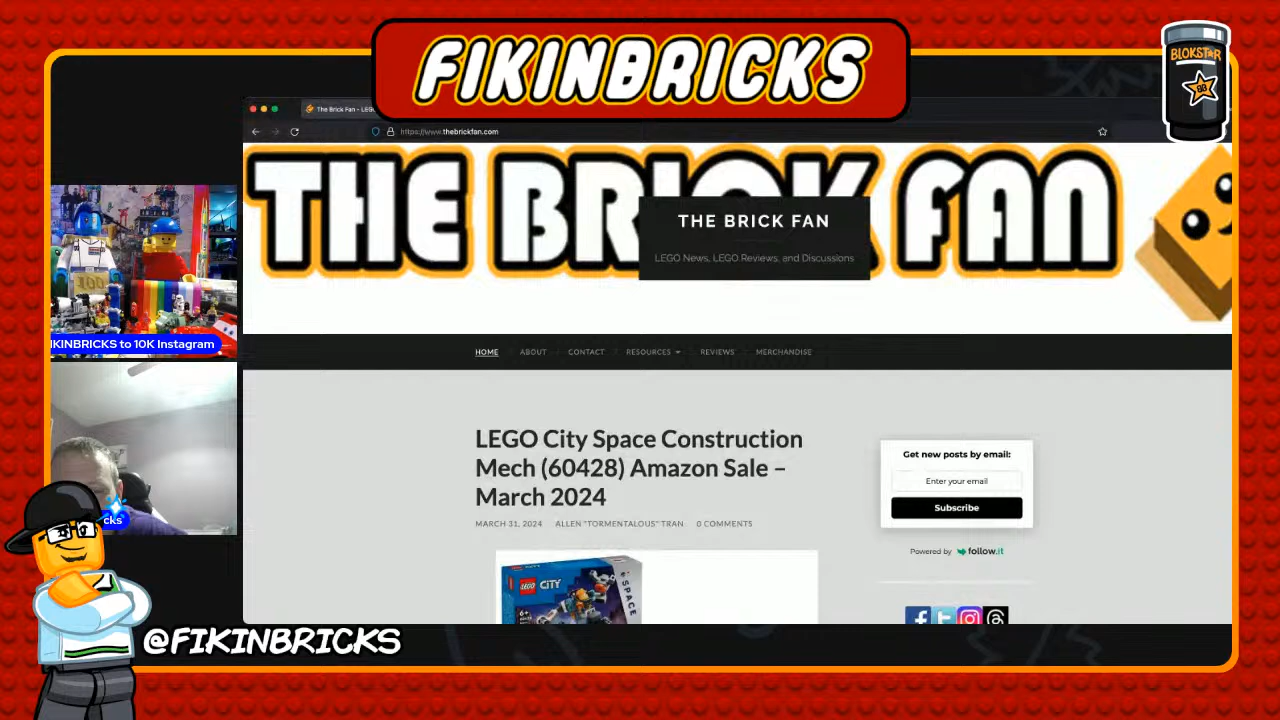 FIKINBRICKS
BLOKSTAR
The Brick Fan - LEGO
https://www.thebrickfan.com
THE BRICK FAN
THE BRICK FAN
LEGO News, LEGO Reviews, and Discussions
IKINBRICKS to 10K Instagram
HOME
ABOUT
CONTACT
RESOURCES
REVIEWS
MERCHANDISE
LEGO City Space Construction
Mech (60428) Amazon Sale –
March 2024
MARCH 31, 2024 ALLEN "TORMENTALOUS" TRAN 0 COMMENTS
Get new posts by email:
Enter your email
Subscribe
Powered by follow.it
LEGO CITY
SPACE
6+
cks
@FIKINBRICKS